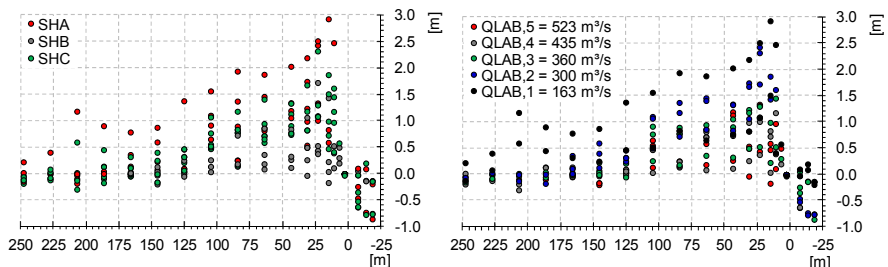 SHA
SHB
SHC
3.0 [m]
2.5
2.0
1.5
1.0
0.5
0.0
-0.5
-1.0
250 225 200 175 150 125 100 75 50 25 0 -25
[m]
QLAB,5 = 523 m³/s
QLAB,4 = 435 m³/s
QLAB,3 = 360 m³/s
QLAB,2 = 300 m³/s
QLAB,1 = 163 m³/s
3.0 [m]
2.5
2.0
1.5
1.0
0.5
0.0
-0.5
-1.0
250 225 200 175 150 125 100 75 50 25 0 -25
[m]